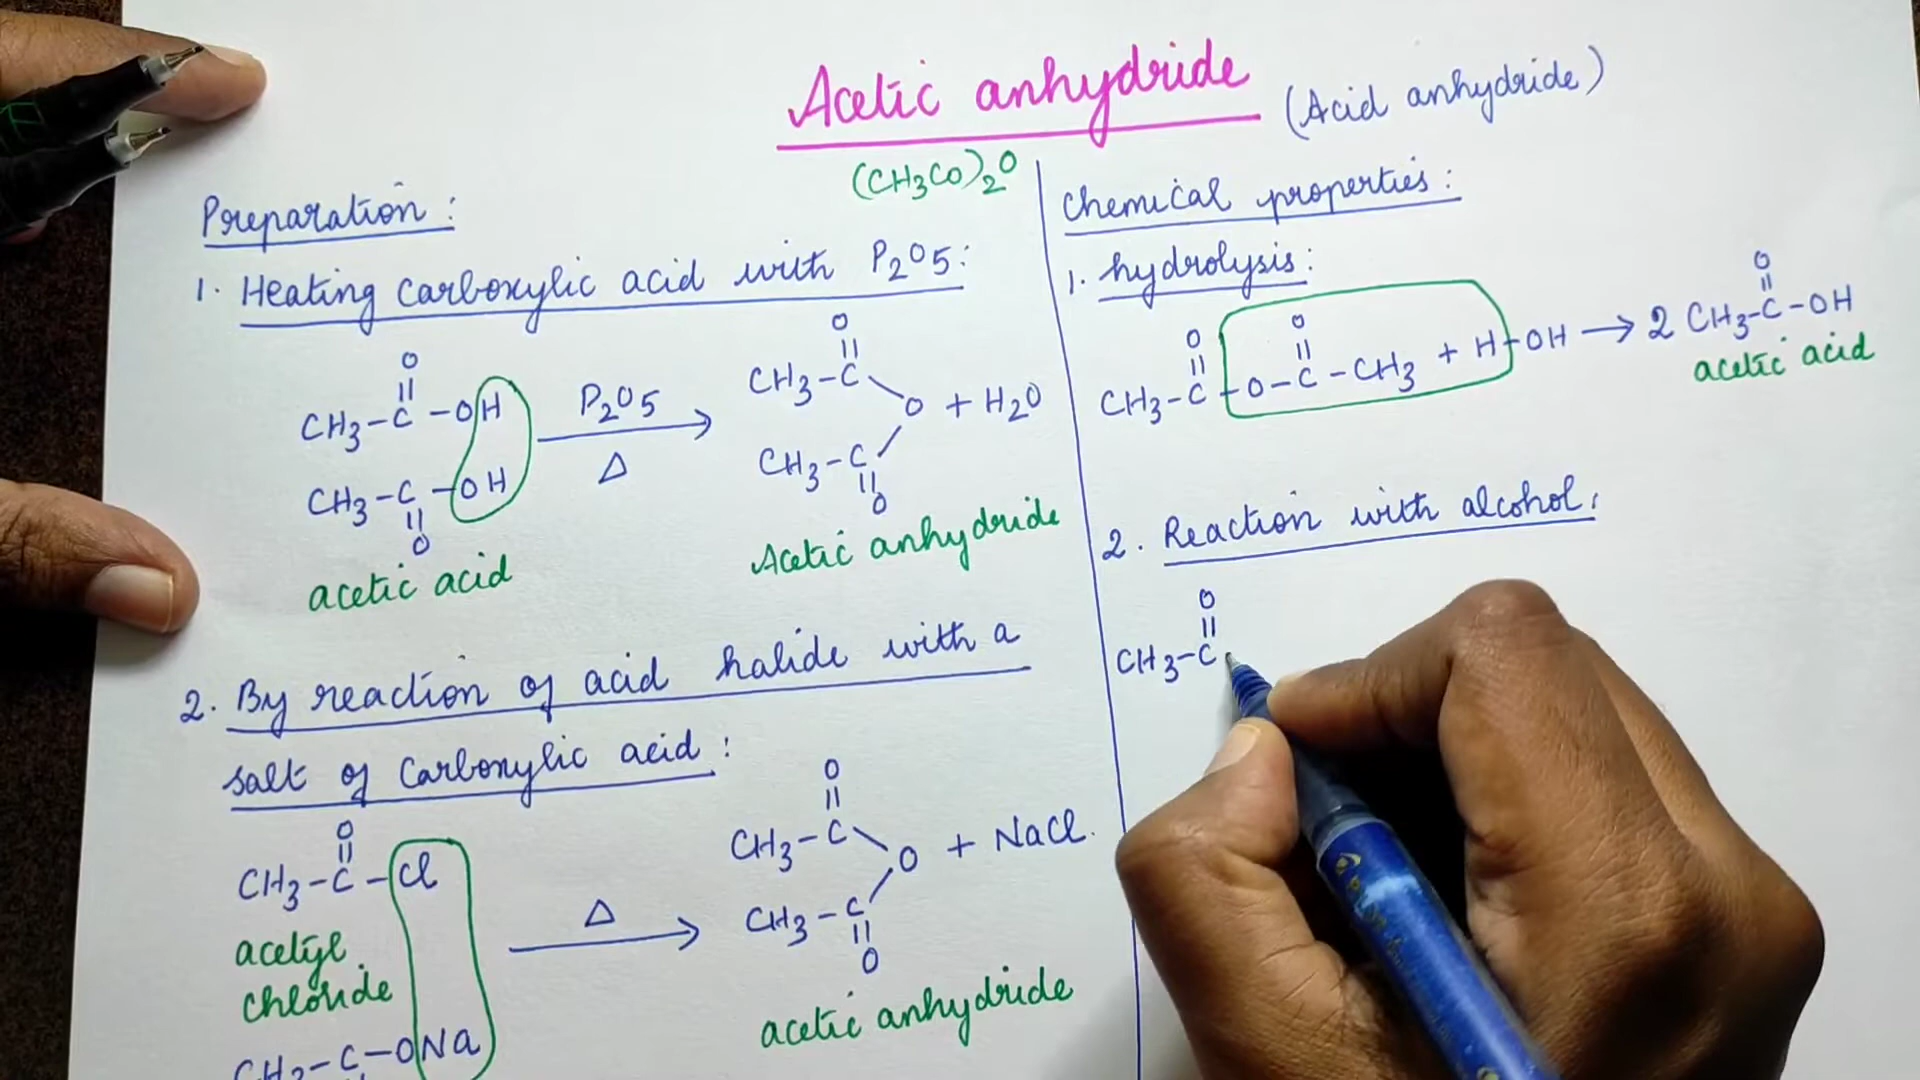 Acetic anhydride (Acid anhydride)
(CH3CO)2O
Preparation:
1. Heating carboxylic acid with P2O5:
O
||
CH3-C-OH
CH3-C-OH
||
O
acetic acid
P2O5
Δ
O
||
CH3-C
O + H2O
CH3-C
||
O
Acetic anhydride
2. By reaction of acid halide with a
salt of Carboxylic acid:
O
||
CH3-C-Cl
acetyl
chloride
CH3-C-ONa
Δ
O
||
CH3-C
O + NaCl.
CH3-C
||
O
acetic anhydride
Chemical properties:
1. hydrolysis:
O O O
|| || ||
CH3-C-O-C-CH3 + H-OH → 2 CH3-C-OH
acetic acid
2. Reaction with alcohol:
O
||
CH3-C